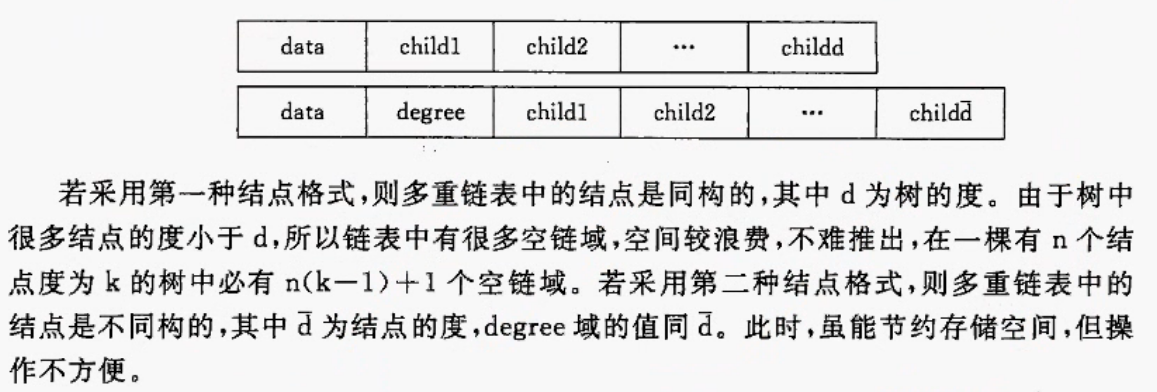 data child1 child2 … childd
data degree child1 child2 … childd̄
若采用第一种结点格式,则多重链表中的结点是同构的,其中 d 为树的度。由于树中
很多结点的度小于 d,所以链表中有很多空链域,空间较浪费,不难推出,在一棵有 n 个结
点度为 k 的树中必有 n(k−1)+1 个空链域。若采用第二种结点格式,则多重链表中的
结点是不同构的,其中 d̄ 为结点的度,degree 域的值同 d̄。此时,虽能节约存储空间,但操
作不方便。